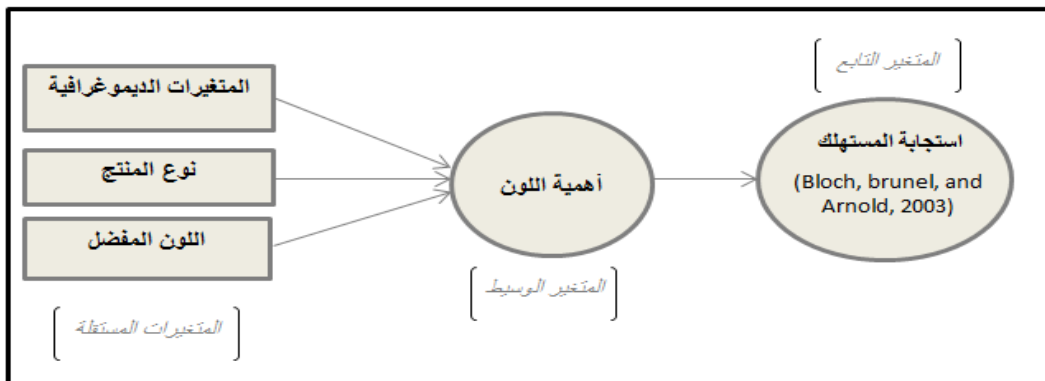 المتغير التابع
المتغيرات الديموغرافية
استجابة المستهلك
(Bloch, brunel, and
Arnold, 2003)
نوع المنتج
أهمية اللون
اللون المفضل
المتغير الوسيط
المتغيرات المستقلة